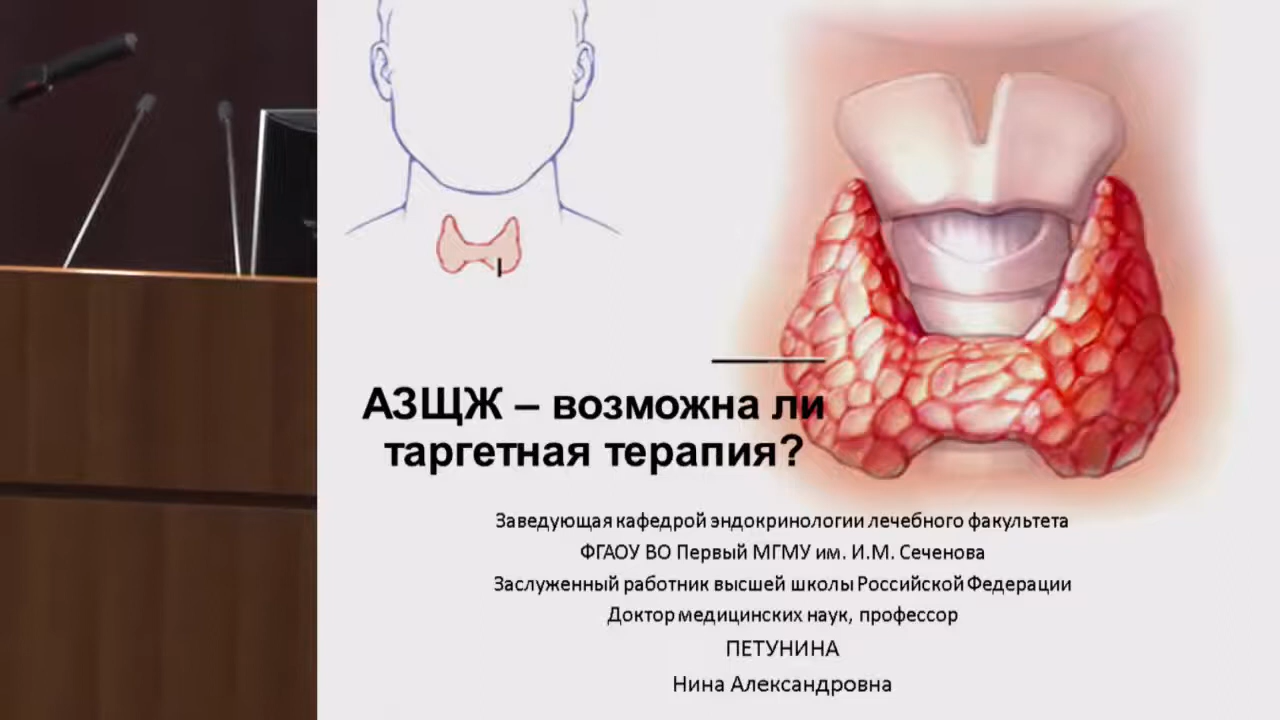 АЗЩЖ – возможна ли
таргетная терапия?
Заведующая кафедрой эндокринологии лечебного факультета
ФГАОУ ВО Первый МГМУ им. И.М. Сеченова
Заслуженный работник высшей школы Российской Федерации
Доктор медицинских наук, профессор
ПЕТУНИНА
Нина Александровна